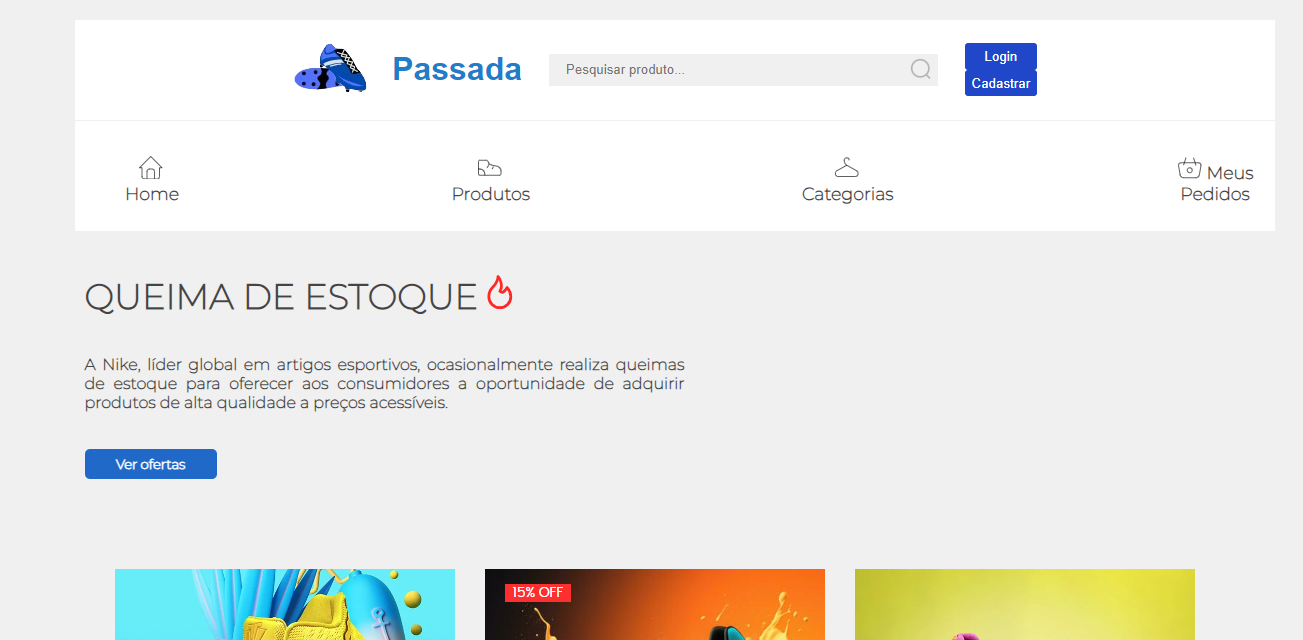 Passada
Pesquisar produto...
Login
Cadastrar
Home
Produtos
Categorias
Meus
Pedidos
QUEIMA DE ESTOQUE
A Nike, líder global em artigos esportivos, ocasionalmente realiza queimas
de estoque para oferecer aos consumidores a oportunidade de adquirir
produtos de alta qualidade a preços acessíveis.
Ver ofertas
15% OFF